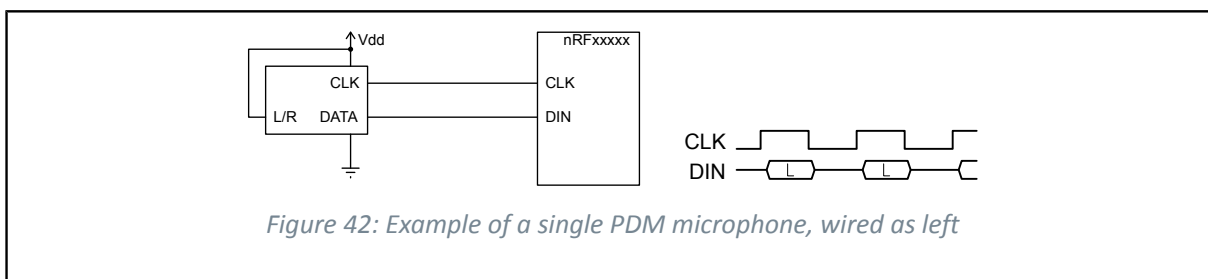 Vdd
nRFxxxxx
CLK
CLK
L/R DATA
DIN
CLK
DIN L L
Figure 42: Example of a single PDM microphone, wired as left